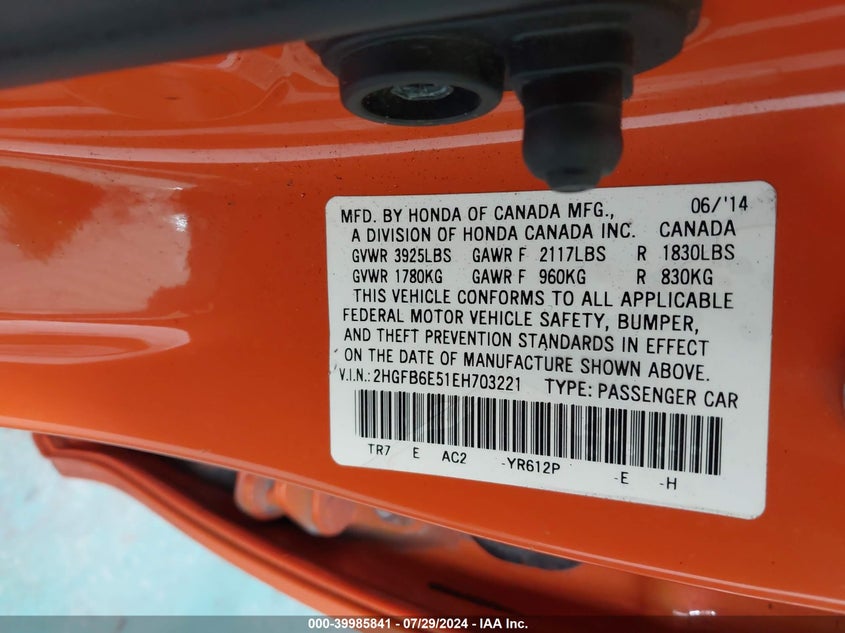 MFD. BY HONDA OF CANADA MFG., 06/'14
A DIVISION OF HONDA CANADA INC. CANADA
GVWR 3925LBS GAWR F 2117LBS R 1830LBS
GVWR 1780KG GAWR F 960KG R 830KG
THIS VEHICLE CONFORMS TO ALL APPLICABLE
FEDERAL MOTOR VEHICLE SAFETY, BUMPER,
AND THEFT PREVENTION STANDARDS IN EFFECT
ON THE DATE OF MANUFACTURE SHOWN ABOVE.
V.I.N.: 2HGFB6E51EH703221 TYPE: PASSENGER CAR
TR7 E AC2 -YR612P -E -H
000-39985841 - 07/29/2024 - IAA Inc.